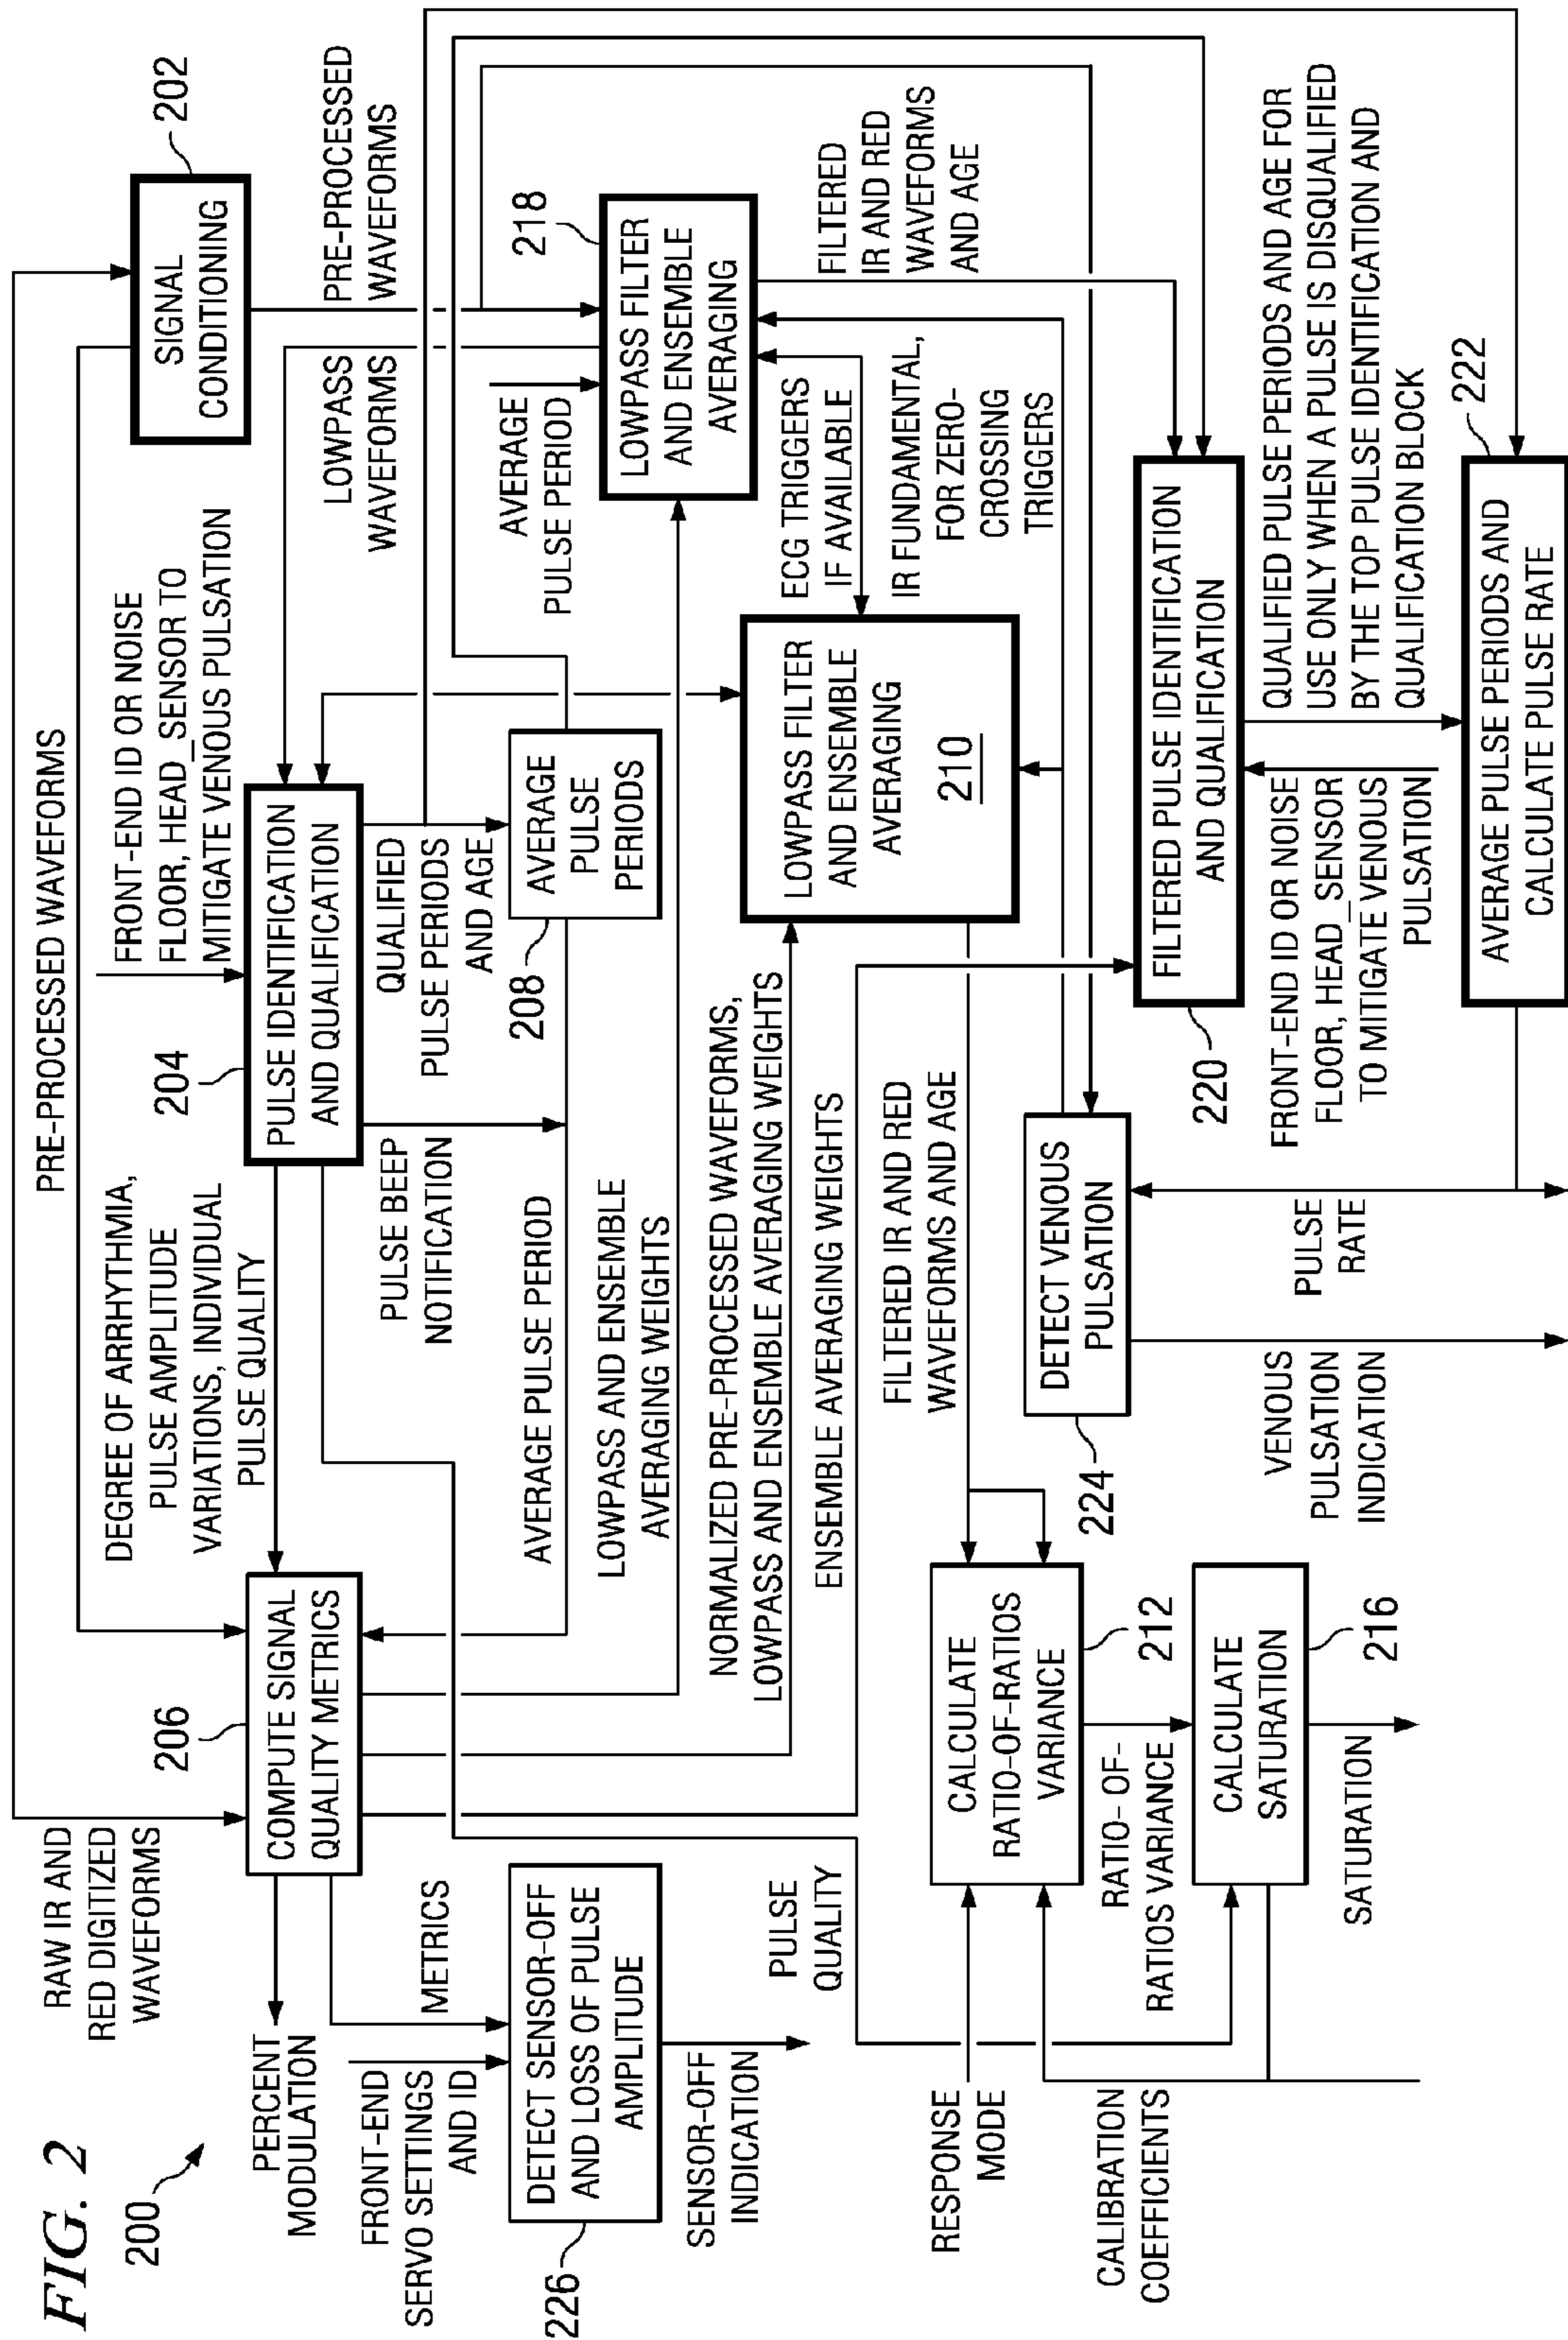 FIG. 2
200
RAW IR AND
RED DIGITIZED
WAVEFORMS
PRE-PROCESSED WAVEFORMS
202
SIGNAL
CONDITIONING
PRE-PROCESSED
WAVEFORMS
FRONT-END ID OR NOISE
FLOOR, HEAD_SENSOR TO
MITIGATE VENOUS PULSATION
LOWPASS
WAVEFORMS
204
PULSE IDENTIFICATION
AND QUALIFICATION
DEGREE OF ARRHYTHMIA,
PULSE AMPLITUDE
VARIATIONS, INDIVIDUAL
PULSE QUALITY
206
COMPUTE SIGNAL
QUALITY METRICS
PERCENT
MODULATION
PULSE BEEP
NOTIFICATION
QUALIFIED
PULSE PERIODS
AND AGE
208
AVERAGE
PULSE
PERIODS
AVERAGE
PULSE PERIOD
218
LOWPASS FILTER
AND ENSEMBLE
AVERAGING
FRONT-END
SERVO SETTINGS
AND ID
METRICS
226
DETECT SENSOR-OFF
AND LOSS OF PULSE
AMPLITUDE
SENSOR-OFF
INDICATION
AVERAGE PULSE PERIOD
LOWPASS AND ENSEMBLE
AVERAGING WEIGHTS
NORMALIZED PRE-PROCESSED WAVEFORMS,
LOWPASS AND ENSEMBLE AVERAGING WEIGHTS
ENSEMBLE AVERAGING WEIGHTS
LOWPASS FILTER
AND ENSEMBLE
AVERAGING
210
ECG TRIGGERS
IF AVAILABLE
IR FUNDAMENTAL,
FOR ZERO-
CROSSING
TRIGGERS
FILTERED
IR AND RED
WAVEFORMS
AND AGE
PULSE
QUALITY
FILTERED IR AND RED
WAVEFORMS AND AGE
RESPONSE
MODE
CALCULATE
RATIO-OF-RATIOS
VARIANCE
212
224
DETECT VENOUS
PULSATION
220
FILTERED PULSE IDENTIFICATION
AND QUALIFICATION
CALIBRATION
COEFFICIENTS
RATIO- OF-
RATIOS VARIANCE
CALCULATE
SATURATION
216
SATURATION
VENOUS
PULSATION
INDICATION
PULSE
RATE
FRONT-END ID OR NOISE
FLOOR, HEAD_SENSOR
TO MITIGATE VENOUS
PULSATION
QUALIFIED PULSE PERIODS AND AGE FOR
USE ONLY WHEN A PULSE IS DISQUALIFIED
BY THE TOP PULSE IDENTIFICATION AND
QUALIFICATION BLOCK
222
AVERAGE PULSE PERIODS AND
CALCULATE PULSE RATE